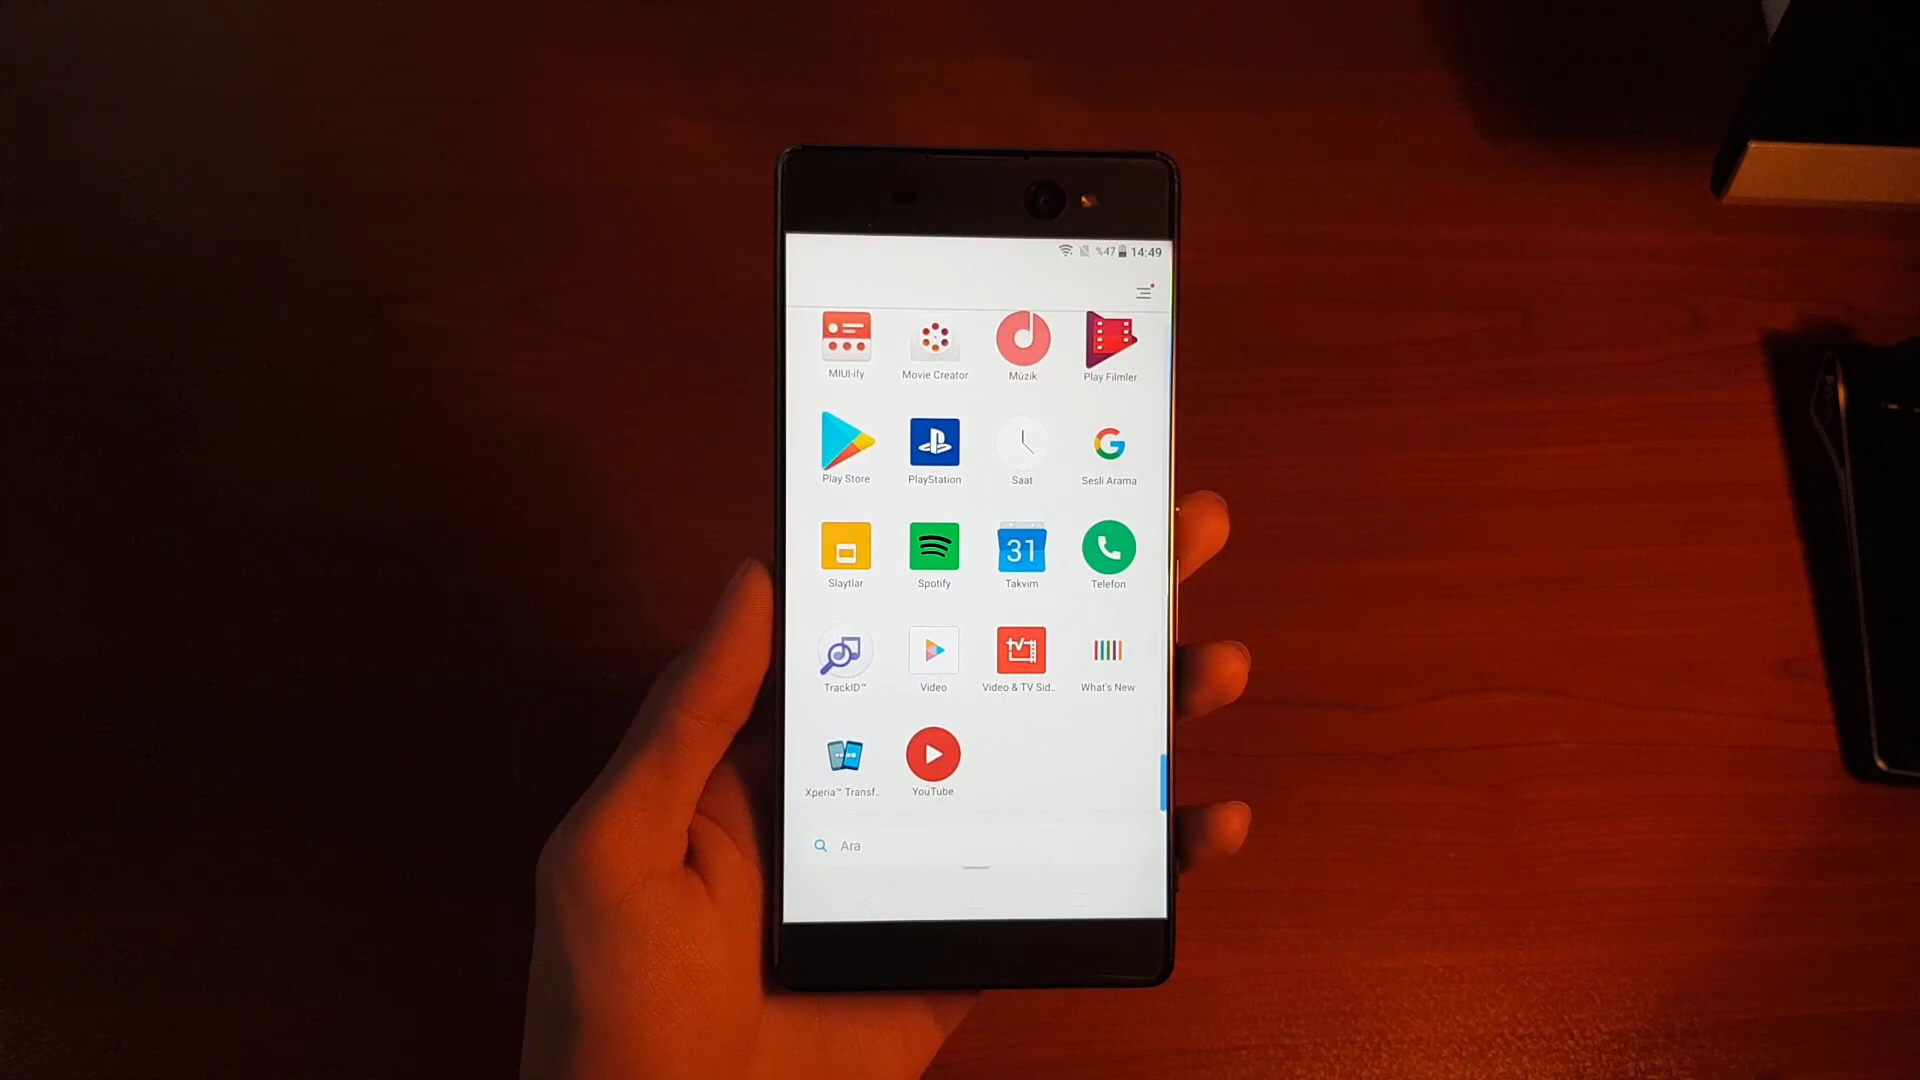 %47 14:49
MIUI-ify Movie Creator Müzik Play Filmler
Play Store PlayStation Saat Sesli Arama
31
Slaytlar Spotify Takvim Telefon
tv
TrackID™ Video Video & TV Sid.. What's New
Xperia™ Transf.. YouTube
Ara